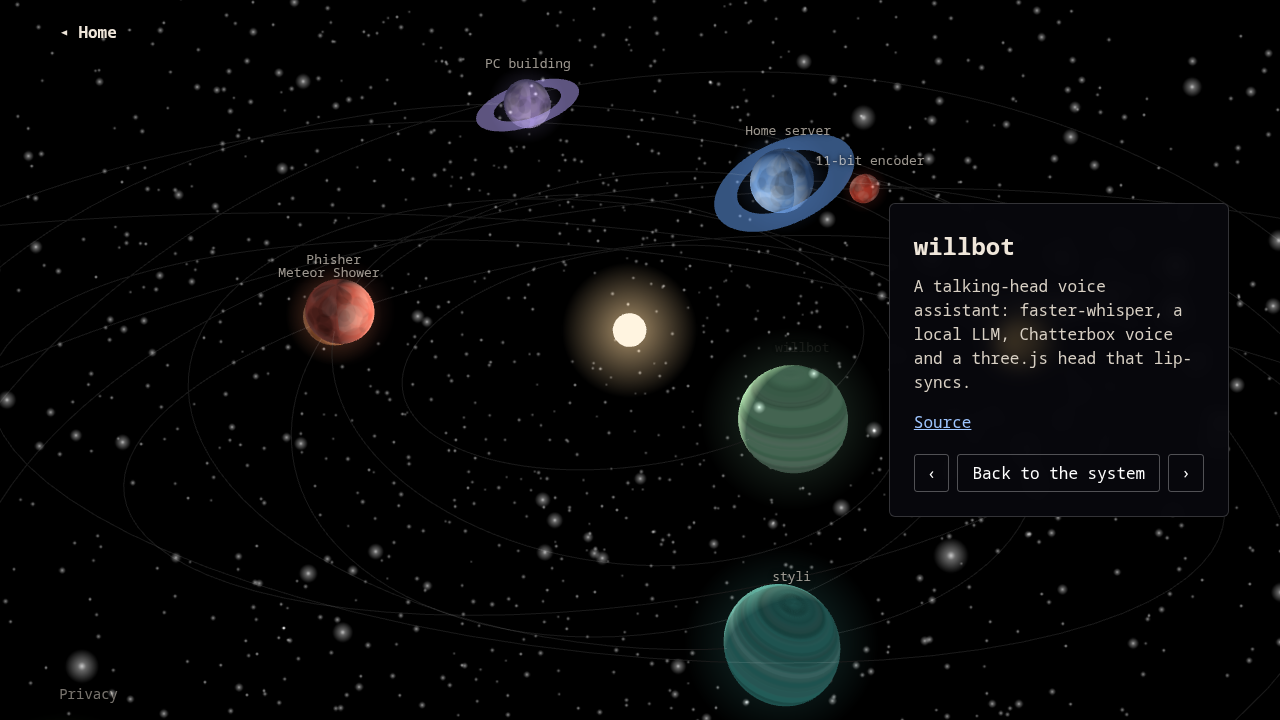 ◂ Home
PC building
Home server
11-bit encoder
Phisher
Meteor Shower
willbot
willbot
A talking-head voice
assistant: faster-whisper, a
local LLM, Chatterbox voice
and a three.js head that lip-
syncs.
Source
‹ Back to the system ›
styli
Privacy